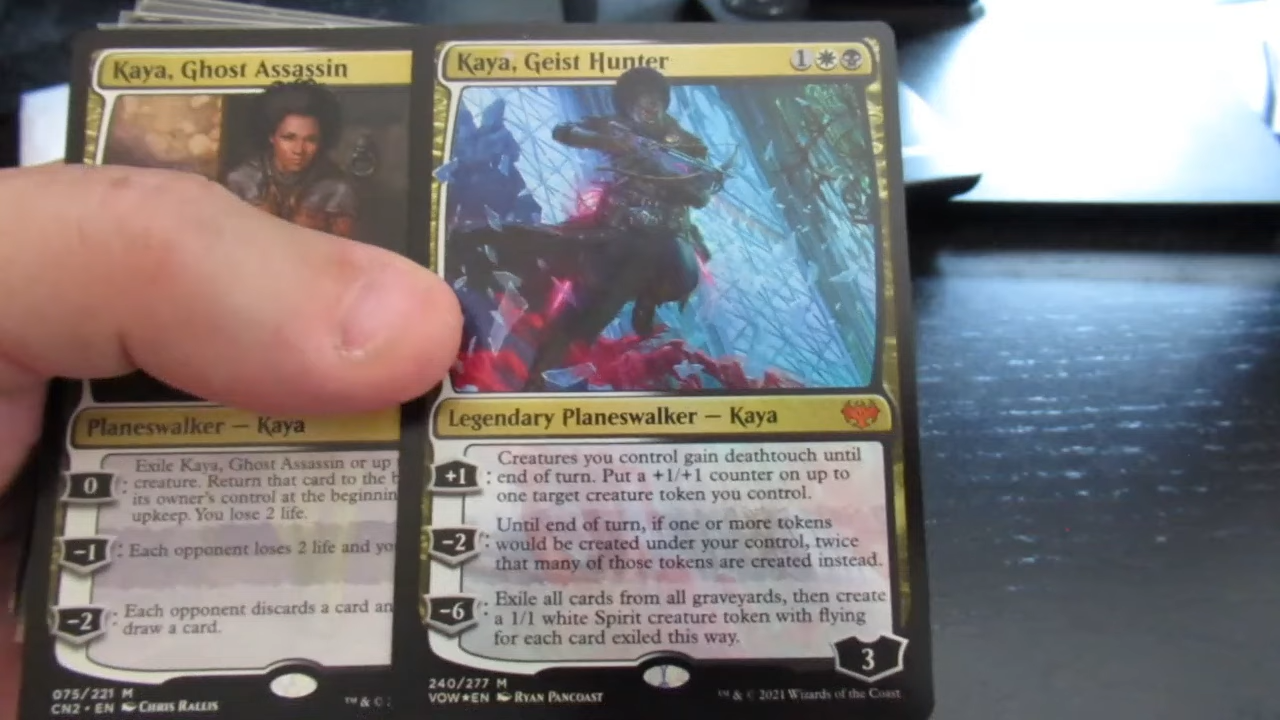 Kaya, Ghost Assassin
Planeswalker — Kaya
0
: Exile Kaya, Ghost Assassin or up
creature. Return that card to the b
its owner's control at the beginnin
upkeep. You lose 2 life.
-1
: Each opponent loses 2 life and yo
-2
: Each opponent discards a card an
draw a card.
075/221 M
CN2 • EN CHRIS RALLIS
™ & © 2
Kaya, Geist Hunter
1
Legendary Planeswalker — Kaya
+1
: Creatures you control gain deathtouch until
end of turn. Put a +1/+1 counter on up to
one target creature token you control.
-2
: Until end of turn, if one or more tokens
would be created under your control, twice
that many of those tokens are created instead.
-6
: Exile all cards from all graveyards, then create
a 1/1 white Spirit creature token with flying
for each card exiled this way.
3
240/277 M
VOW★EN RYAN PANCOAST
™ & © 2021 Wizards of the Coast